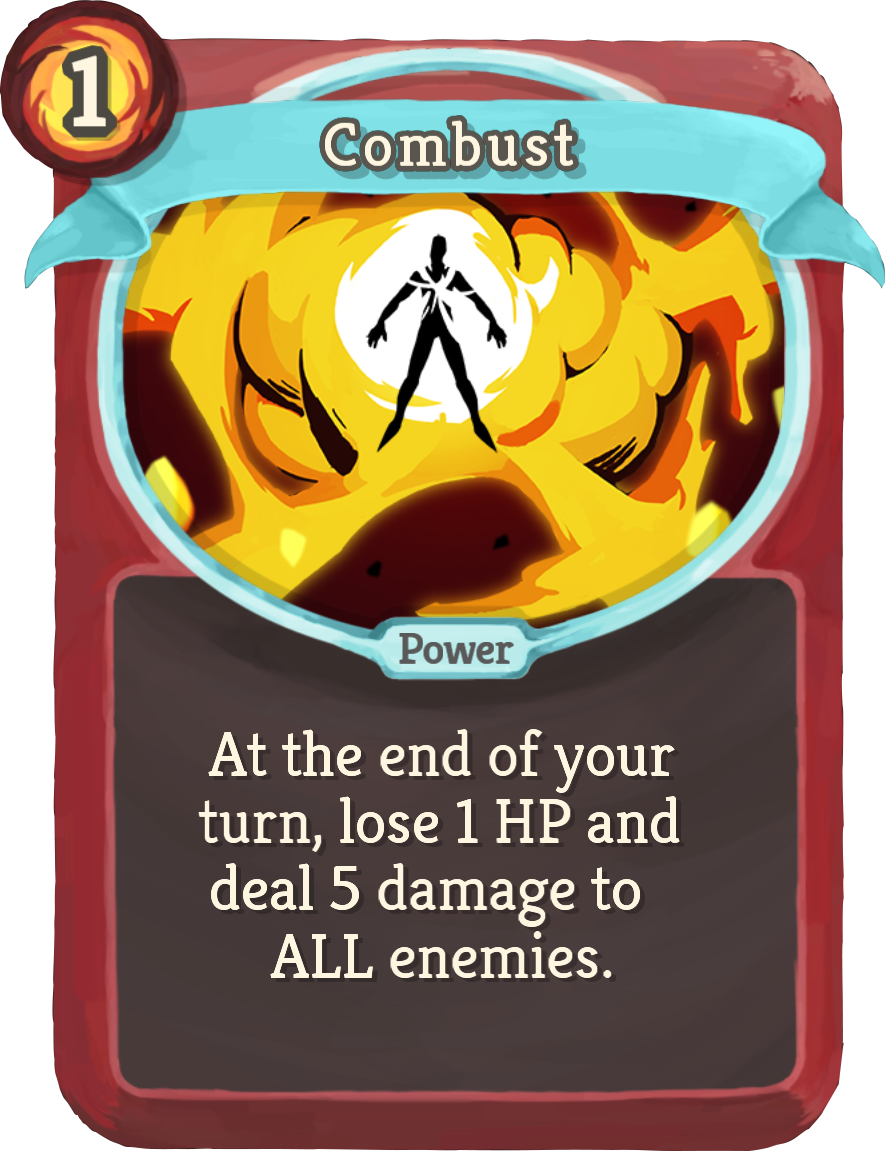 1
Combust
Power
At the end of your
turn, lose 1 HP and
deal 5 damage to
ALL enemies.